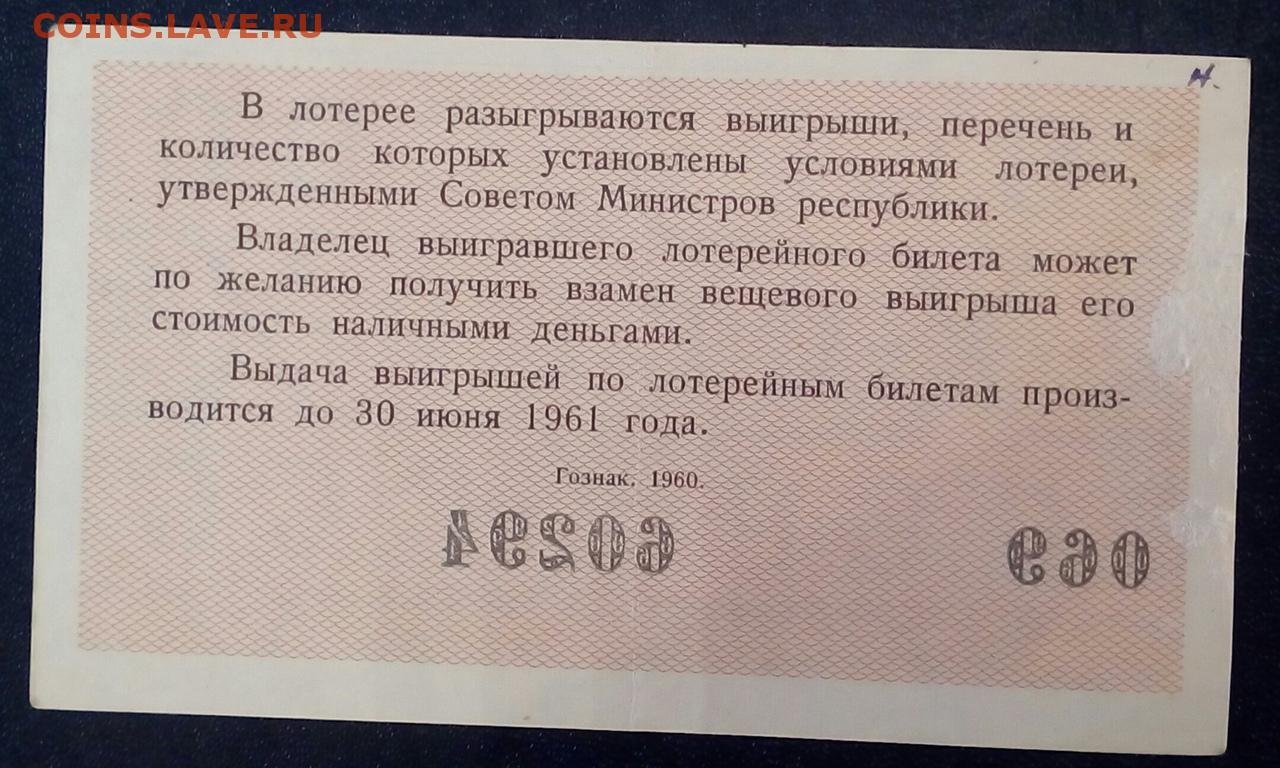 COINS.LAVE.RU
В лотерее разыгрываются выигрыши, перечень и
количество которых установлены условиями лотереи,
утвержденными Советом Министров республики.
Владелец выигравшего лотерейного билета может
по желанию получить взамен вещевого выигрыша его
стоимость наличными деньгами.
Выдача выигрышей по лотерейным билетам произ-
водится до 30 июня 1961 года.
Гознак. 1960.
60294 069